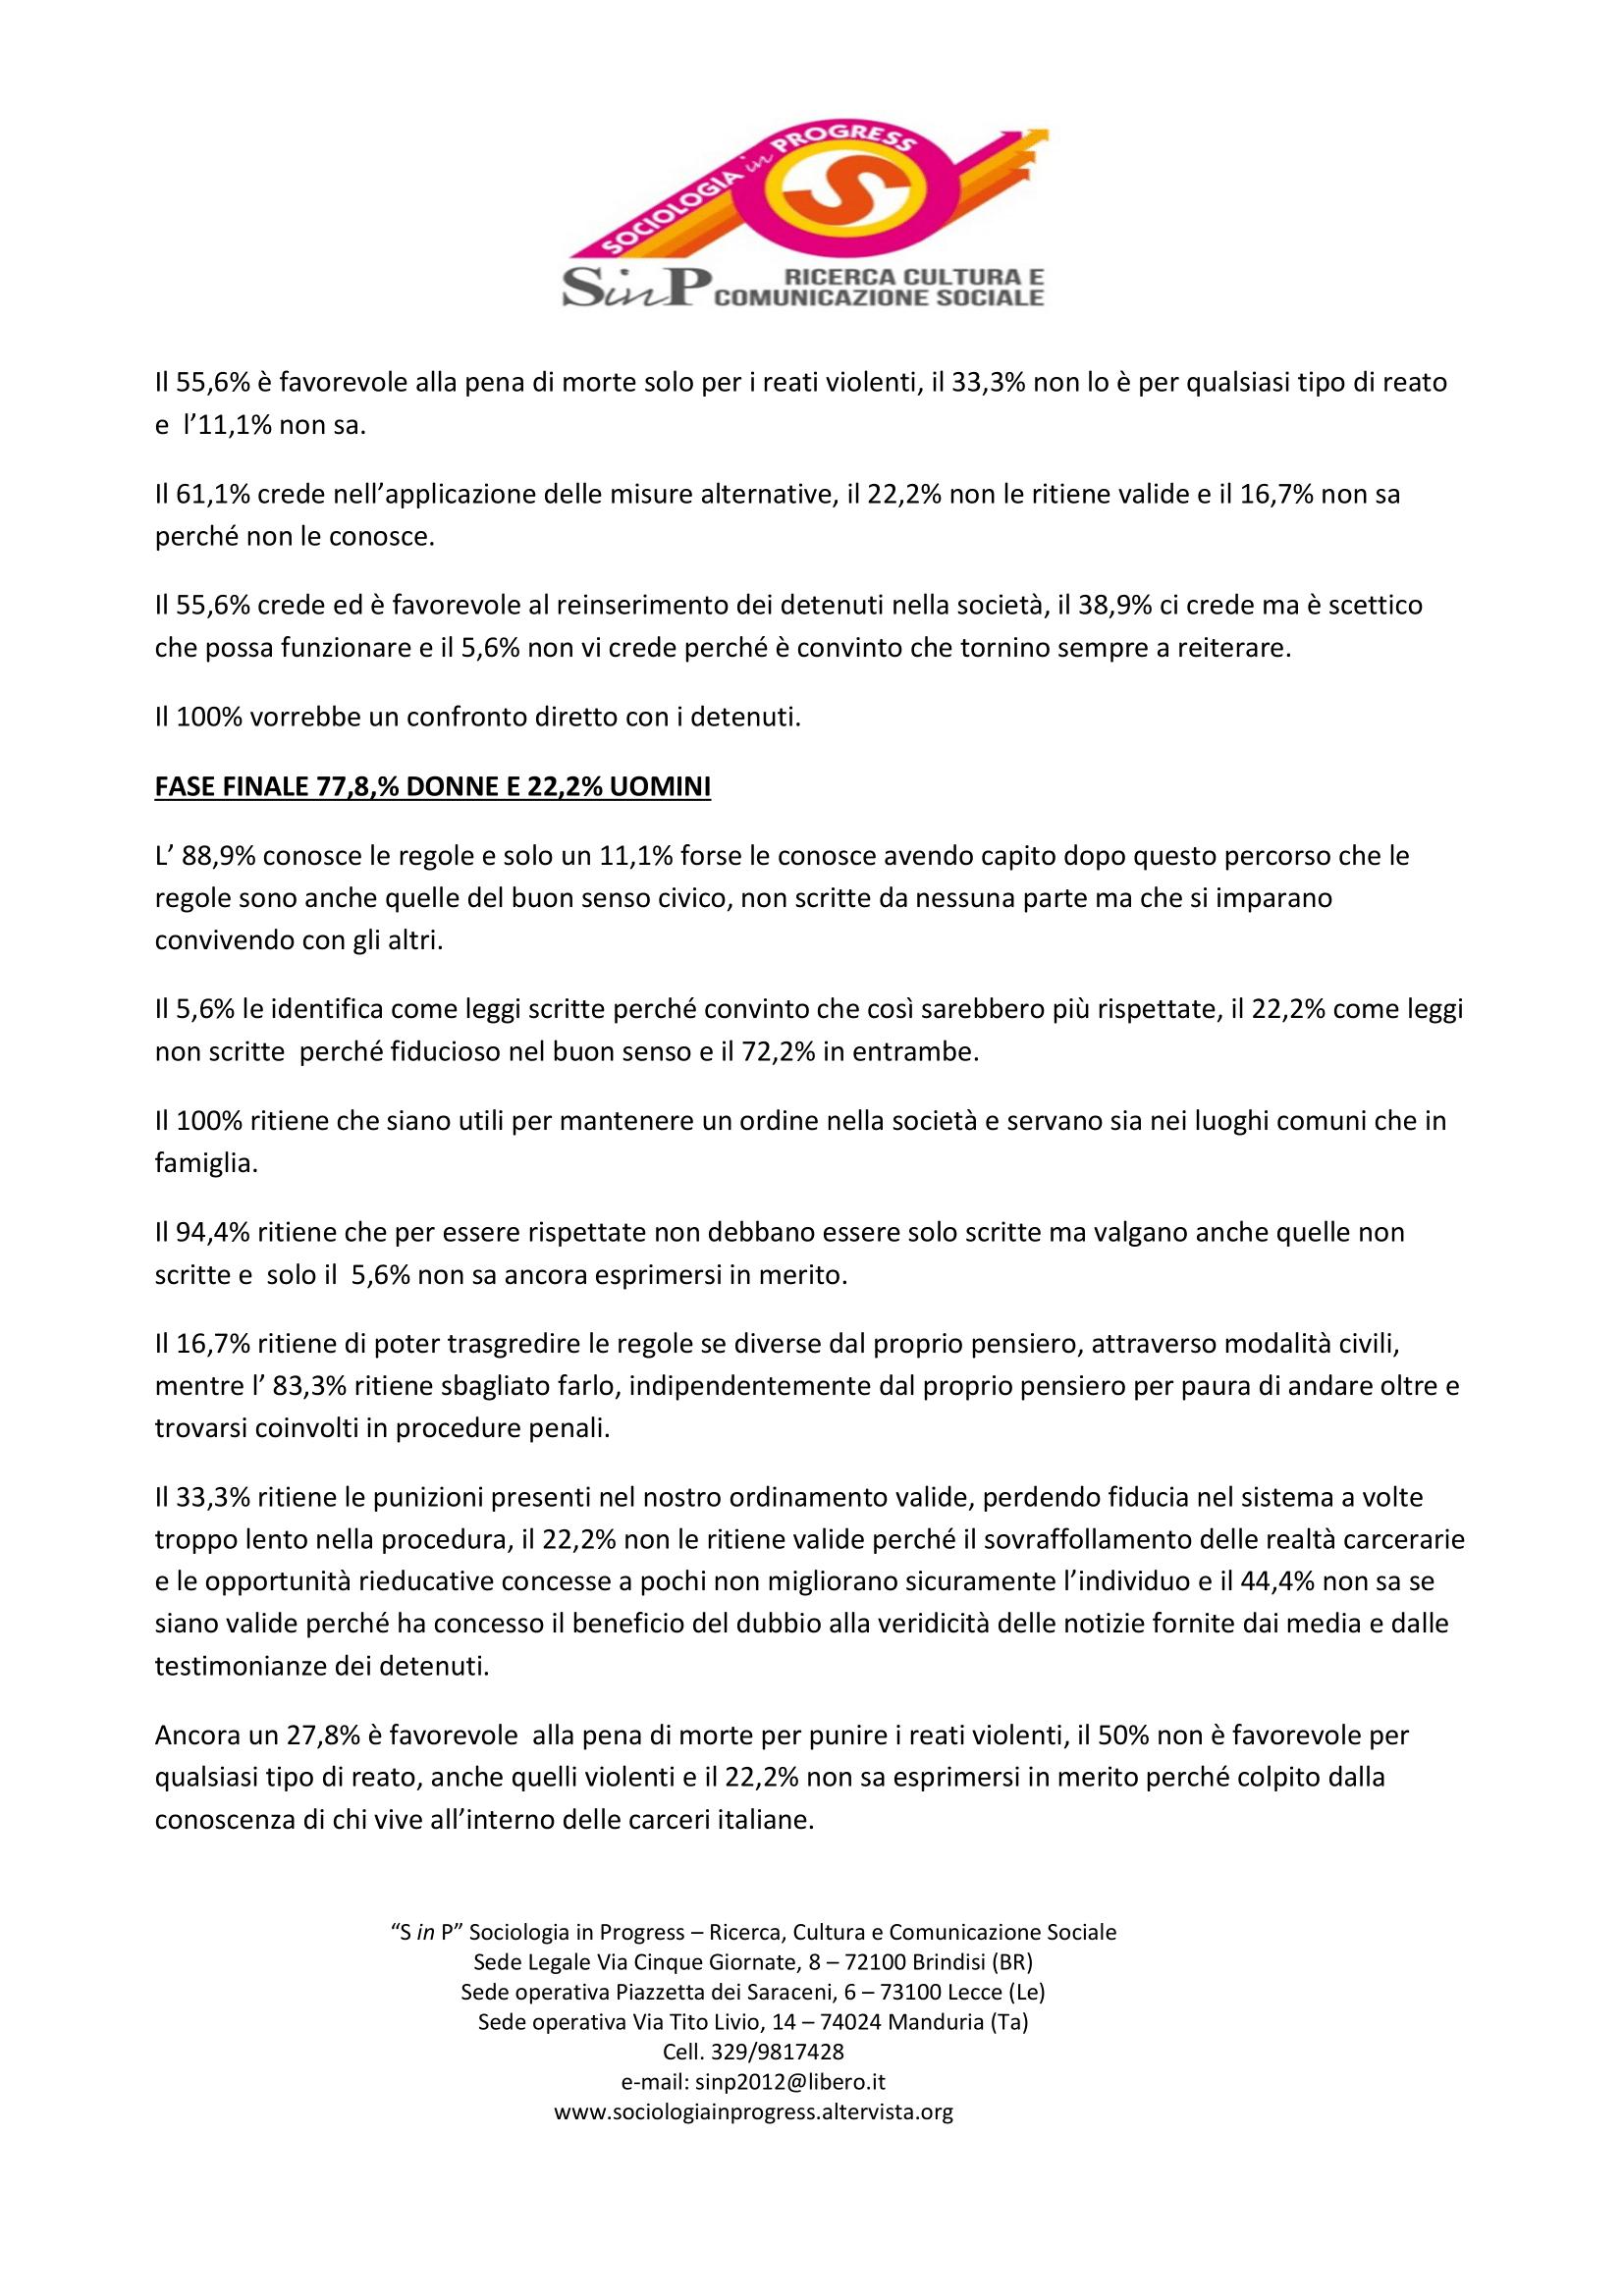 SOCIOLOGIA in PROGRESS
S
SinP RICERCA CULTURA E
COMUNICAZIONE SOCIALE
Il 55,6% è favorevole alla pena di morte solo per i reati violenti, il 33,3% non lo è per qualsiasi tipo di reato
e  l’11,1% non sa.
Il 61,1% crede nell’applicazione delle misure alternative, il 22,2% non le ritiene valide e il 16,7% non sa
perché non le conosce.
Il 55,6% crede ed è favorevole al reinserimento dei detenuti nella società, il 38,9% ci crede ma è scettico
che possa funzionare e il 5,6% non vi crede perché è convinto che tornino sempre a reiterare.
Il 100% vorrebbe un confronto diretto con i detenuti.
FASE FINALE 77,8,% DONNE E 22,2% UOMINI
L’ 88,9% conosce le regole e solo un 11,1% forse le conosce avendo capito dopo questo percorso che le
regole sono anche quelle del buon senso civico, non scritte da nessuna parte ma che si imparano
convivendo con gli altri.
Il 5,6% le identifica come leggi scritte perché convinto che così sarebbero più rispettate, il 22,2% come leggi
non scritte  perché fiducioso nel buon senso e il 72,2% in entrambe.
Il 100% ritiene che siano utili per mantenere un ordine nella società e servano sia nei luoghi comuni che in
famiglia.
Il 94,4% ritiene che per essere rispettate non debbano essere solo scritte ma valgano anche quelle non
scritte e  solo il  5,6% non sa ancora esprimersi in merito.
Il 16,7% ritiene di poter trasgredire le regole se diverse dal proprio pensiero, attraverso modalità civili,
mentre l’ 83,3% ritiene sbagliato farlo, indipendentemente dal proprio pensiero per paura di andare oltre e
trovarsi coinvolti in procedure penali.
Il 33,3% ritiene le punizioni presenti nel nostro ordinamento valide, perdendo fiducia nel sistema a volte
troppo lento nella procedura, il 22,2% non le ritiene valide perché il sovraffollamento delle realtà carcerarie
e le opportunità rieducative concesse a pochi non migliorano sicuramente l’individuo e il 44,4% non sa se
siano valide perché ha concesso il beneficio del dubbio alla veridicità delle notizie fornite dai media e dalle
testimonianze dei detenuti.
Ancora un 27,8% è favorevole  alla pena di morte per punire i reati violenti, il 50% non è favorevole per
qualsiasi tipo di reato, anche quelli violenti e il 22,2% non sa esprimersi in merito perché colpito dalla
conoscenza di chi vive all’interno delle carceri italiane.
“S in P” Sociologia in Progress – Ricerca, Cultura e Comunicazione Sociale
Sede Legale Via Cinque Giornate, 8 – 72100 Brindisi (BR)
Sede operativa Piazzetta dei Saraceni, 6 – 73100 Lecce (Le)
Sede operativa Via Tito Livio, 14 – 74024 Manduria (Ta)
Cell. 329/9817428
e-mail: sinp2012@libero.it
www.sociologiainprogress.altervista.org